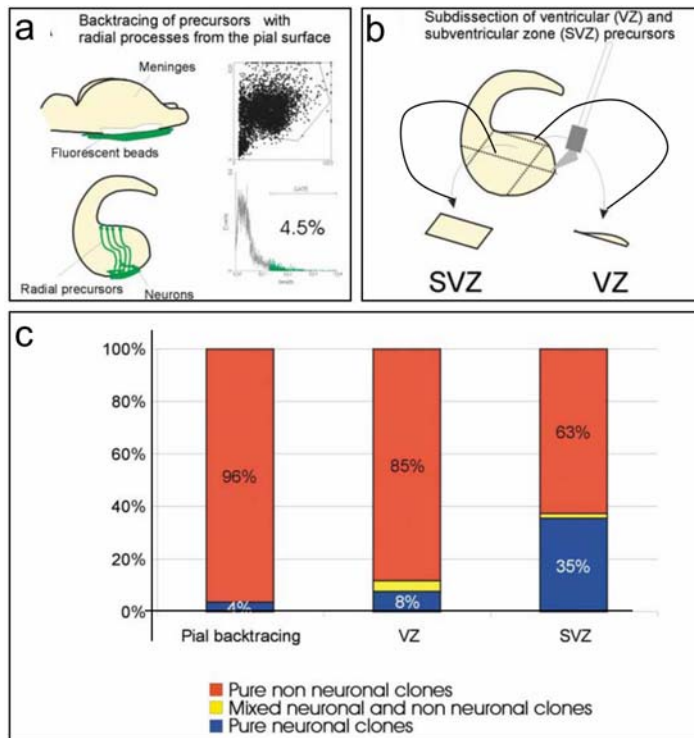 a
Backtracing of precursors with
radial processes from the pial surface
Meninges
Fluorescent beads
Radial precursors
Neurons
GATE
4.5%
Events
b
Subdissection of ventricular (VZ) and
subventricular zone (SVZ) precursors
SVZ
VZ
c
100%
80%
60%
40%
20%
0%
96%
4%
85%
8%
63%
35%
Pial backtracing
VZ
SVZ
Pure non neuronal clones
Mixed neuronal and non neuronal clones
Pure neuronal clones